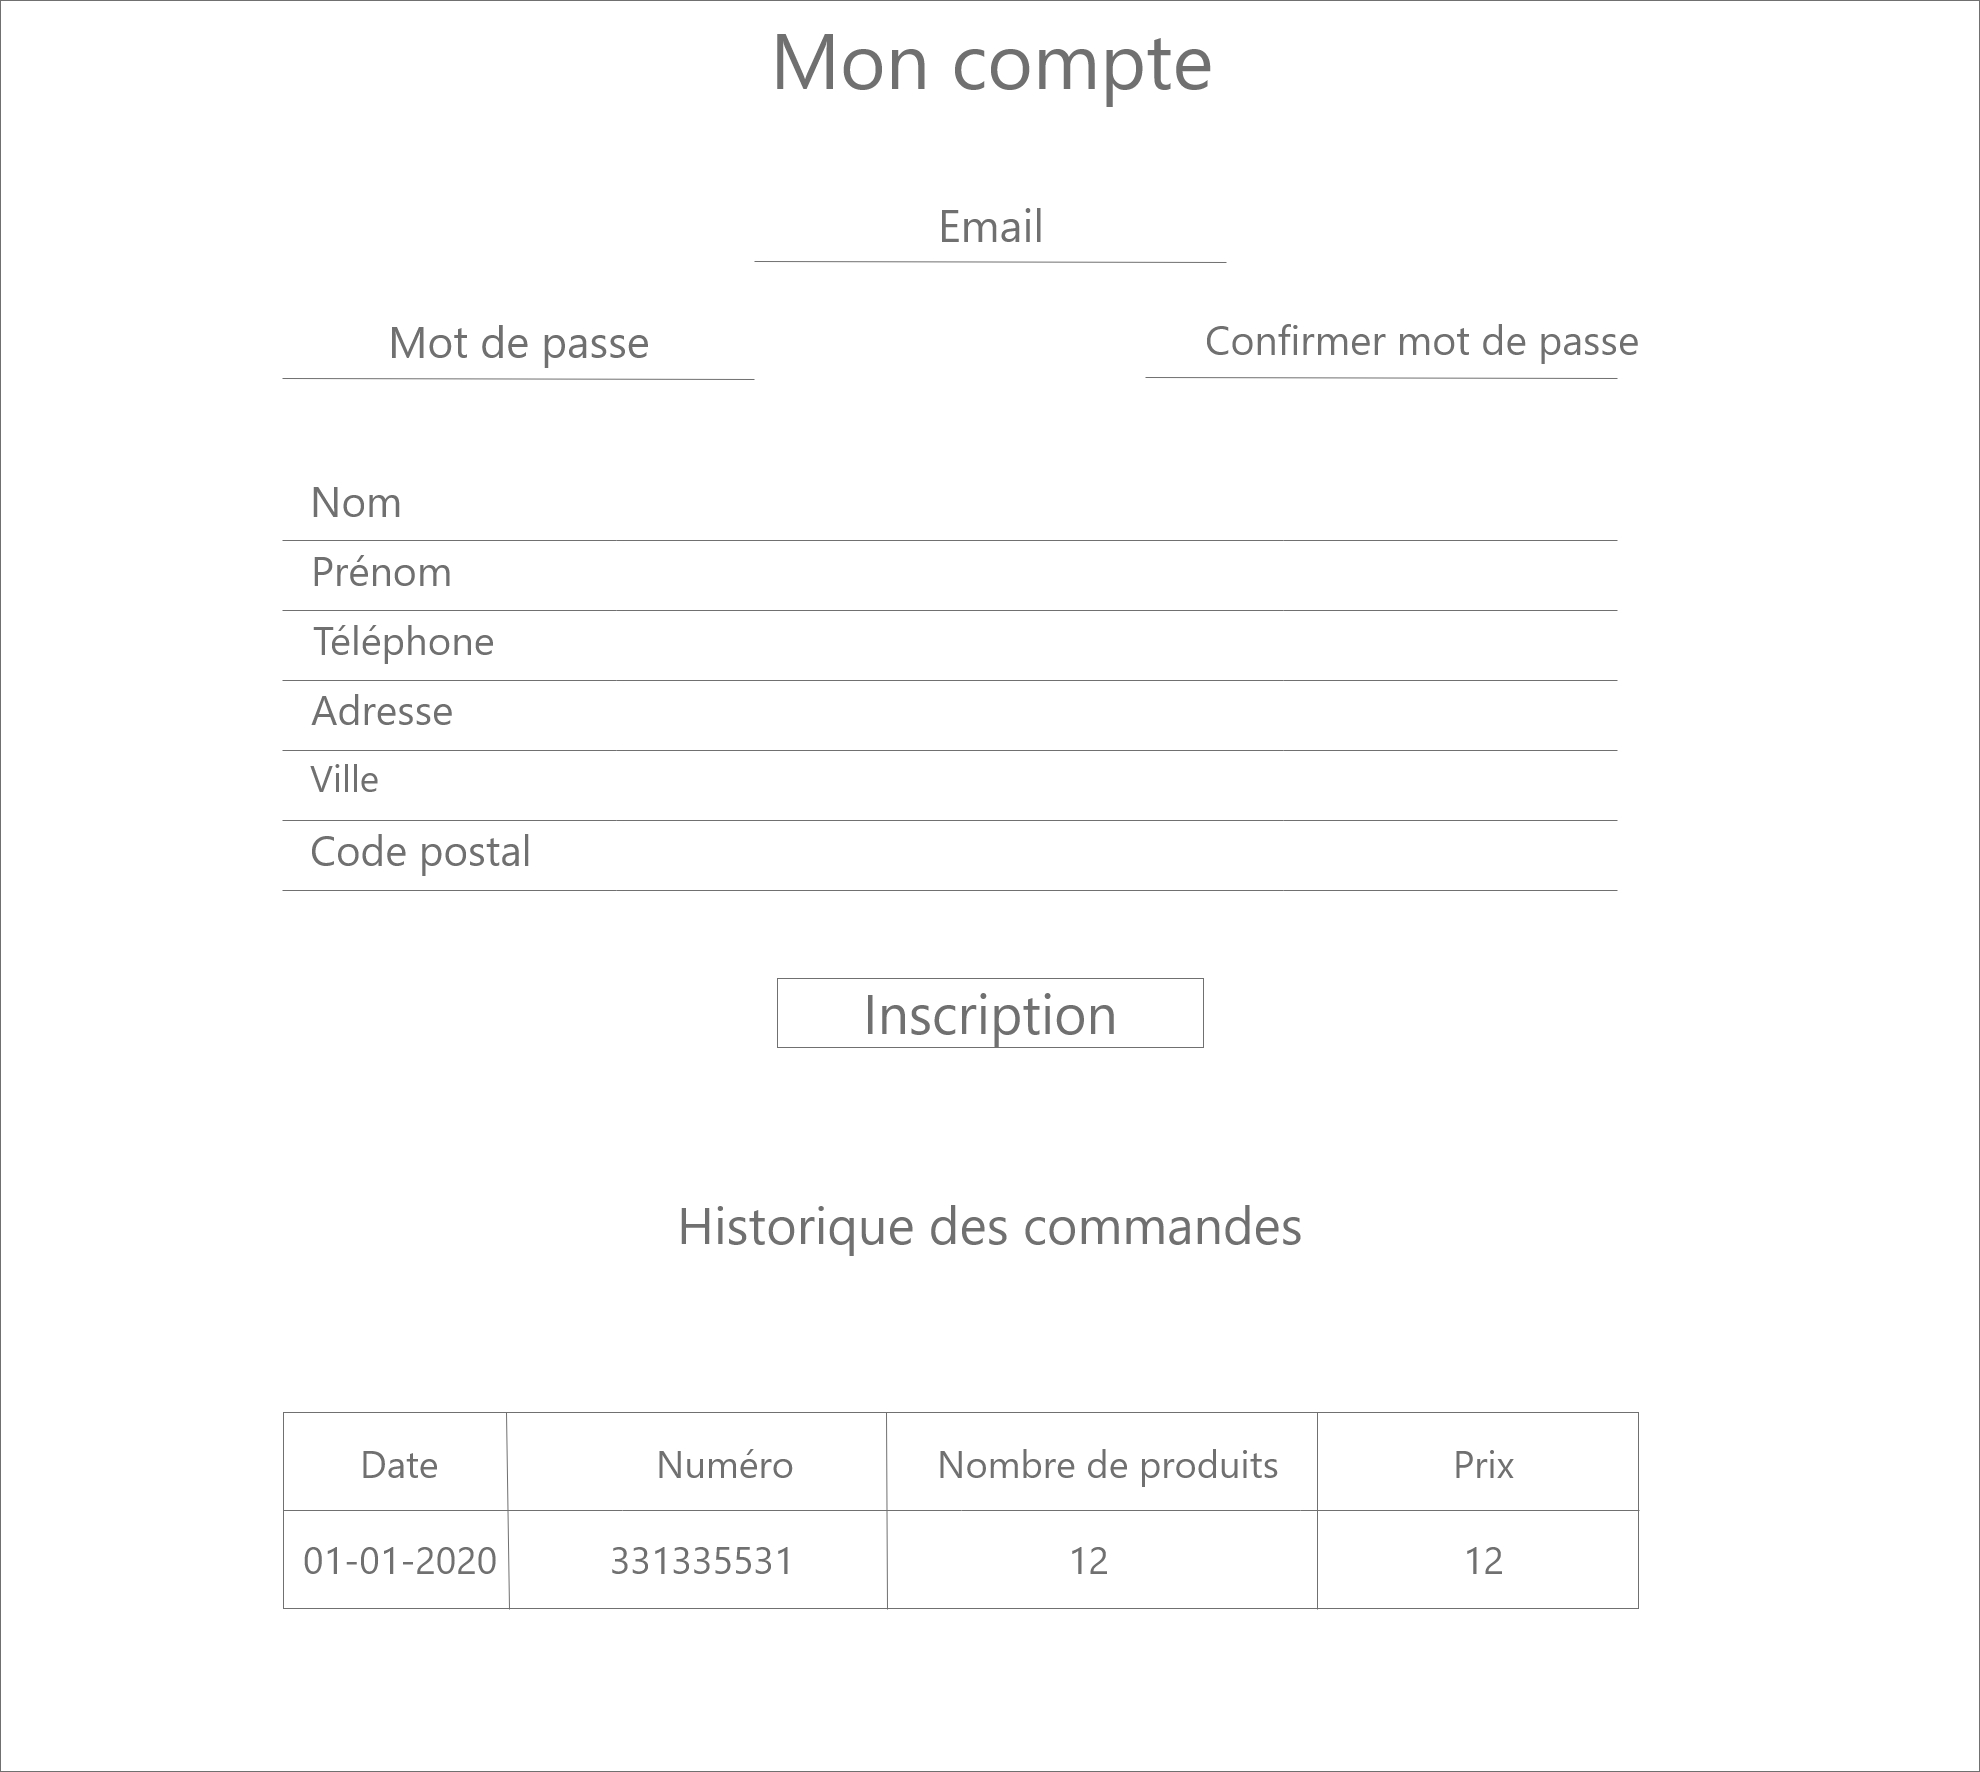 Mon compte
Email
Mot de passe
Confirmer mot de passe
Nom
Prénom
Téléphone
Adresse
Ville
Code postal
Inscription
Historique des commandes
Date Numéro Nombre de produits Prix
01-01-2020 331335531 12 12